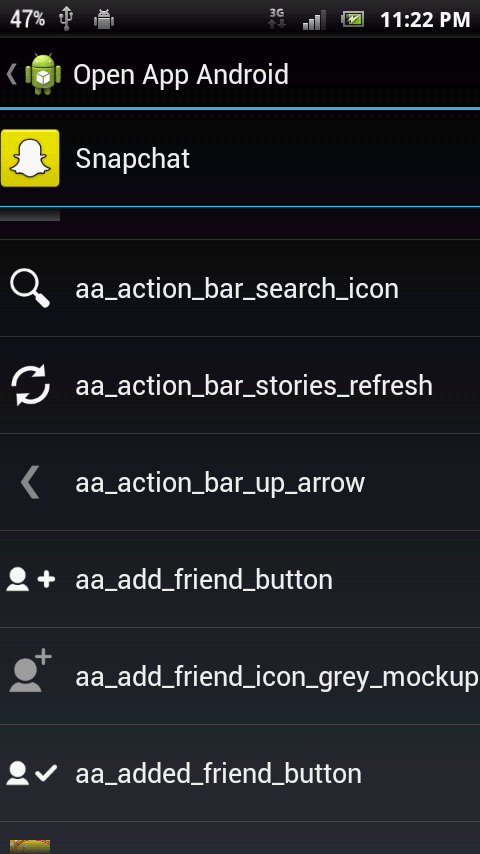 47% 3G 11:22 PM
Open App Android
Snapchat
aa_action_bar_search_icon
aa_action_bar_stories_refresh
aa_action_bar_up_arrow
aa_add_friend_button
aa_add_friend_icon_grey_mockup
aa_added_friend_button